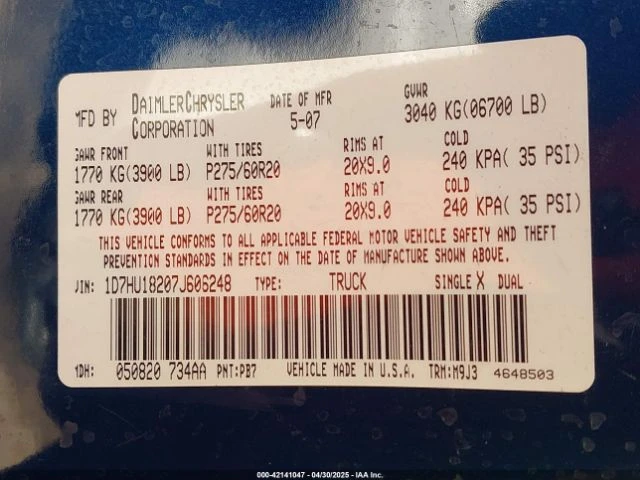 MFD BY DAIMLERCHRYSLER CORPORATION DATE OF MFR 5-07 GVWR 3040 KG(06700 LB)
GAWR FRONT WITH TIRES RIMS AT COLD
1770 KG(3900 LB) P275/60R20 20X9.0 240 KPA( 35 PSI)
GAWR REAR WITH TIRES RIMS AT COLD
1770 KG(3900 LB) P275/60R20 20X9.0 240 KPA( 35 PSI)
THIS VEHICLE CONFORMS TO ALL APPLICABLE FEDERAL MOTOR VEHICLE SAFETY AND THEFT
PREVENTION STANDARDS IN EFFECT ON THE DATE OF MANUFACTURE SHOWN ABOVE.
VIN: 1D7HU18207J606248 TYPE: TRUCK SINGLE X DUAL
MDH: 050820 734AA PNT:PB7 VEHICLE MADE IN U.S.A. TRM:M9J3 4648503
000-42141047 - 04/30/2025 - IAA Inc.